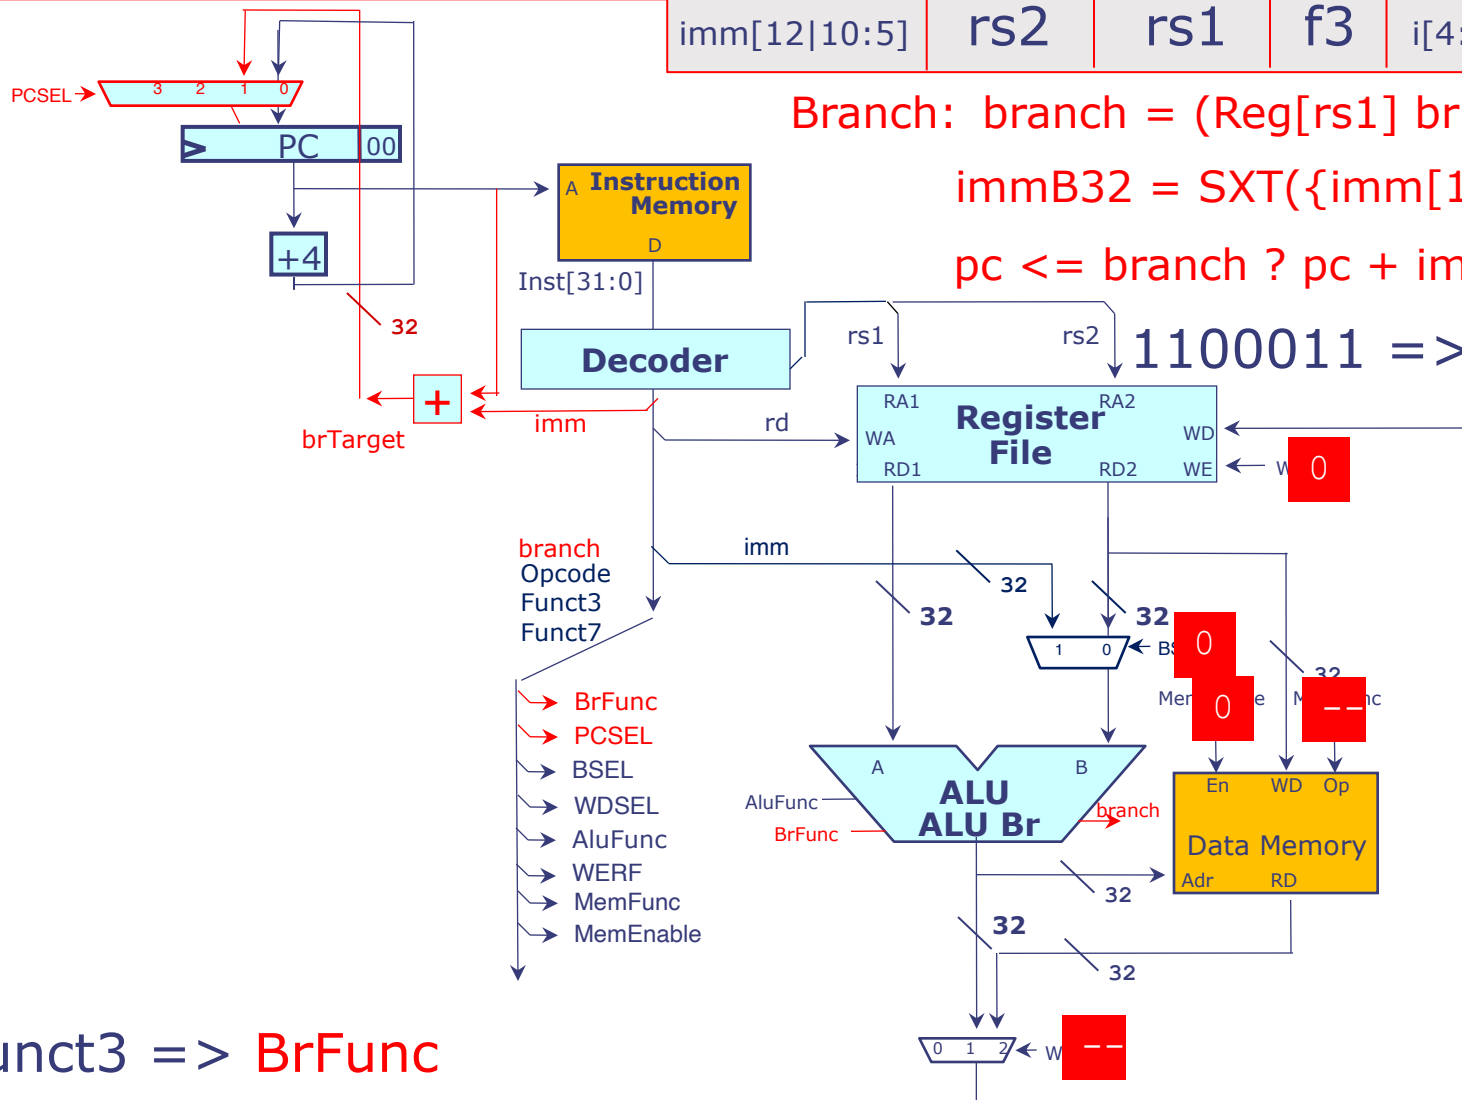 imm[12|10:5] rs2 rs1 f3 i[4:
PCSEL
3 2 1 0
PC 00
Branch: branch = (Reg[rs1] br
immB32 = SXT({imm[1
pc <= branch ? pc + im
1100011 =>
A Instruction
Memory
D
+4
Inst[31:0]
32
Decoder
rs1
rs2
+
brTarget
imm
rd
RA1
RA2
Register
File
WA
WD
RD1
RD2
WE
W
0
branch
Opcode
Funct3
Funct7
imm
32
32
32
1 0
BS
0
32
Mem
0
e
M
--
nc
BrFunc
PCSEL
BSEL
WDSEL
AluFunc
WERF
MemFunc
MemEnable
A
B
ALU
ALU Br
AluFunc
BrFunc
branch
En WD Op
Data Memory
Adr RD
32
32
32
0 1 2
W
--
unct3 => BrFunc